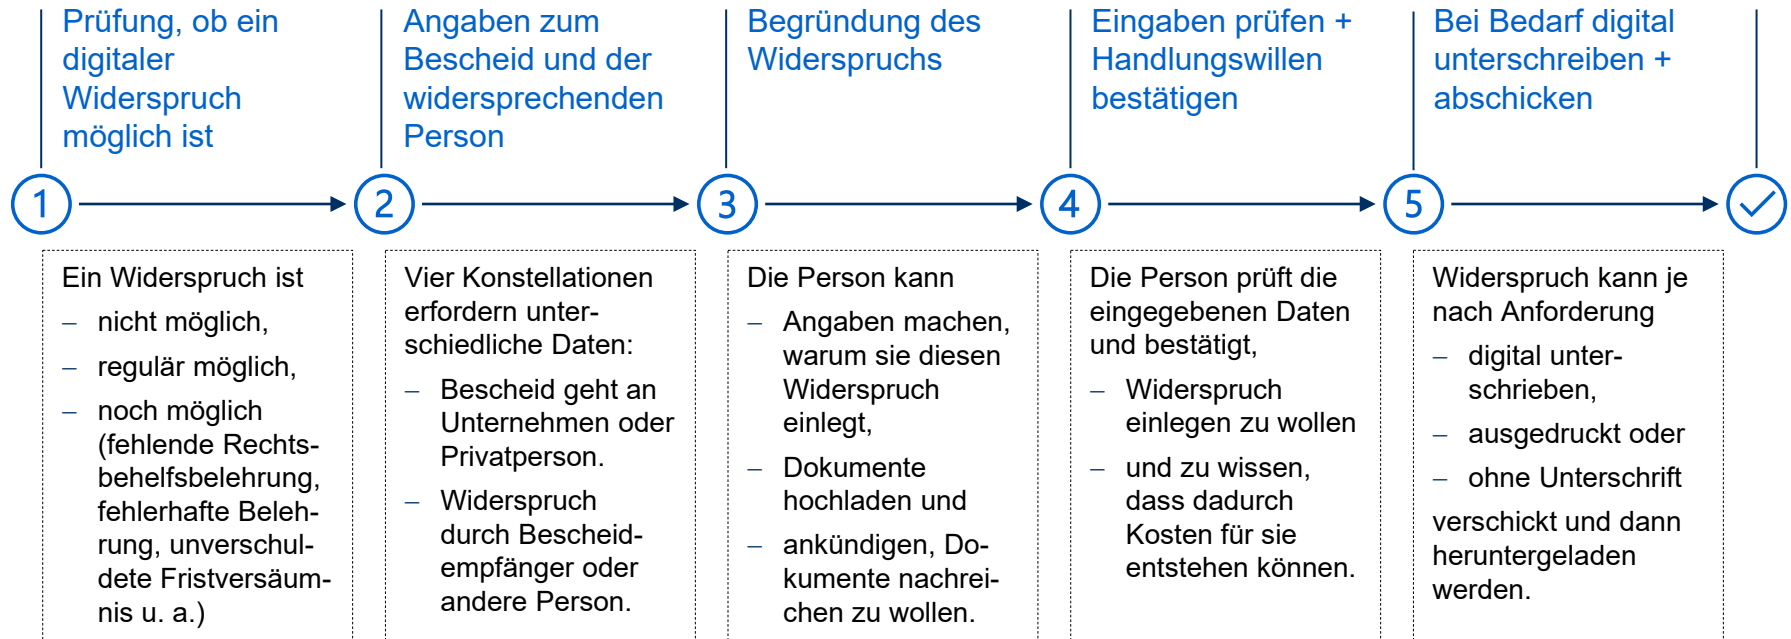 Prüfung, ob ein
digitaler
Widerspruch
möglich ist
Angaben zum
Bescheid und der
widersprechenden
Person
Begründung des
Widerspruchs
Eingaben prüfen +
Handlungswillen
bestätigen
Bei Bedarf digital
unterschreiben +
abschicken
1
2
3
4
5
Ein Widerspruch ist
– nicht möglich,
– regulär möglich,
– noch möglich
(fehlende Rechts-
behelfsbelehrung,
fehlerhafte Beleh-
rung, unverschul-
dete Fristversäum-
nis u. a.)
Vier Konstellationen
erfordern unter-
schiedliche Daten:
– Bescheid geht an
Unternehmen oder
Privatperson.
– Widerspruch
durch Bescheid-
empfänger oder
andere Person.
Die Person kann
– Angaben machen,
warum sie diesen
Widerspruch
einlegt,
– Dokumente
hochladen und
– ankündigen, Do-
kumente nachrei-
chen zu wollen.
Die Person prüft die
eingegebenen Daten
und bestätigt,
– Widerspruch
einlegen zu wollen
– und zu wissen,
dass dadurch
Kosten für sie
entstehen können.
Widerspruch kann je
nach Anforderung
– digital unter-
schrieben,
– ausgedruckt oder
– ohne Unterschrift
verschickt und dann
heruntergeladen
werden.